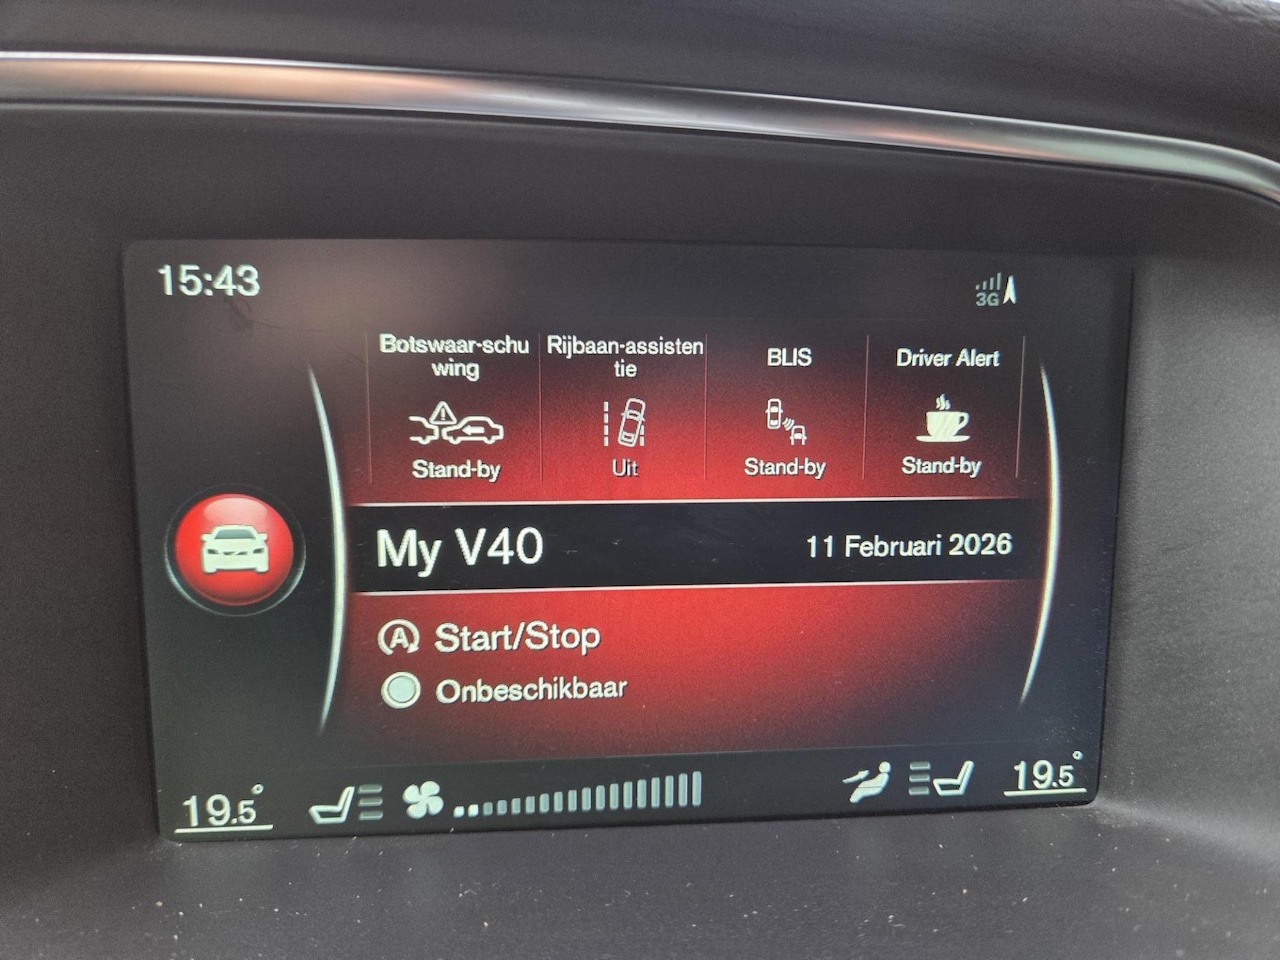 15:43
3G
Botswaar-schu
wing
Rijbaan-assisten
tie
BLIS
Driver Alert
Stand-by
Uit
Stand-by
Stand-by
My V40
11 Februari 2026
A Start/Stop
Onbeschikbaar
19.5°
19.5°